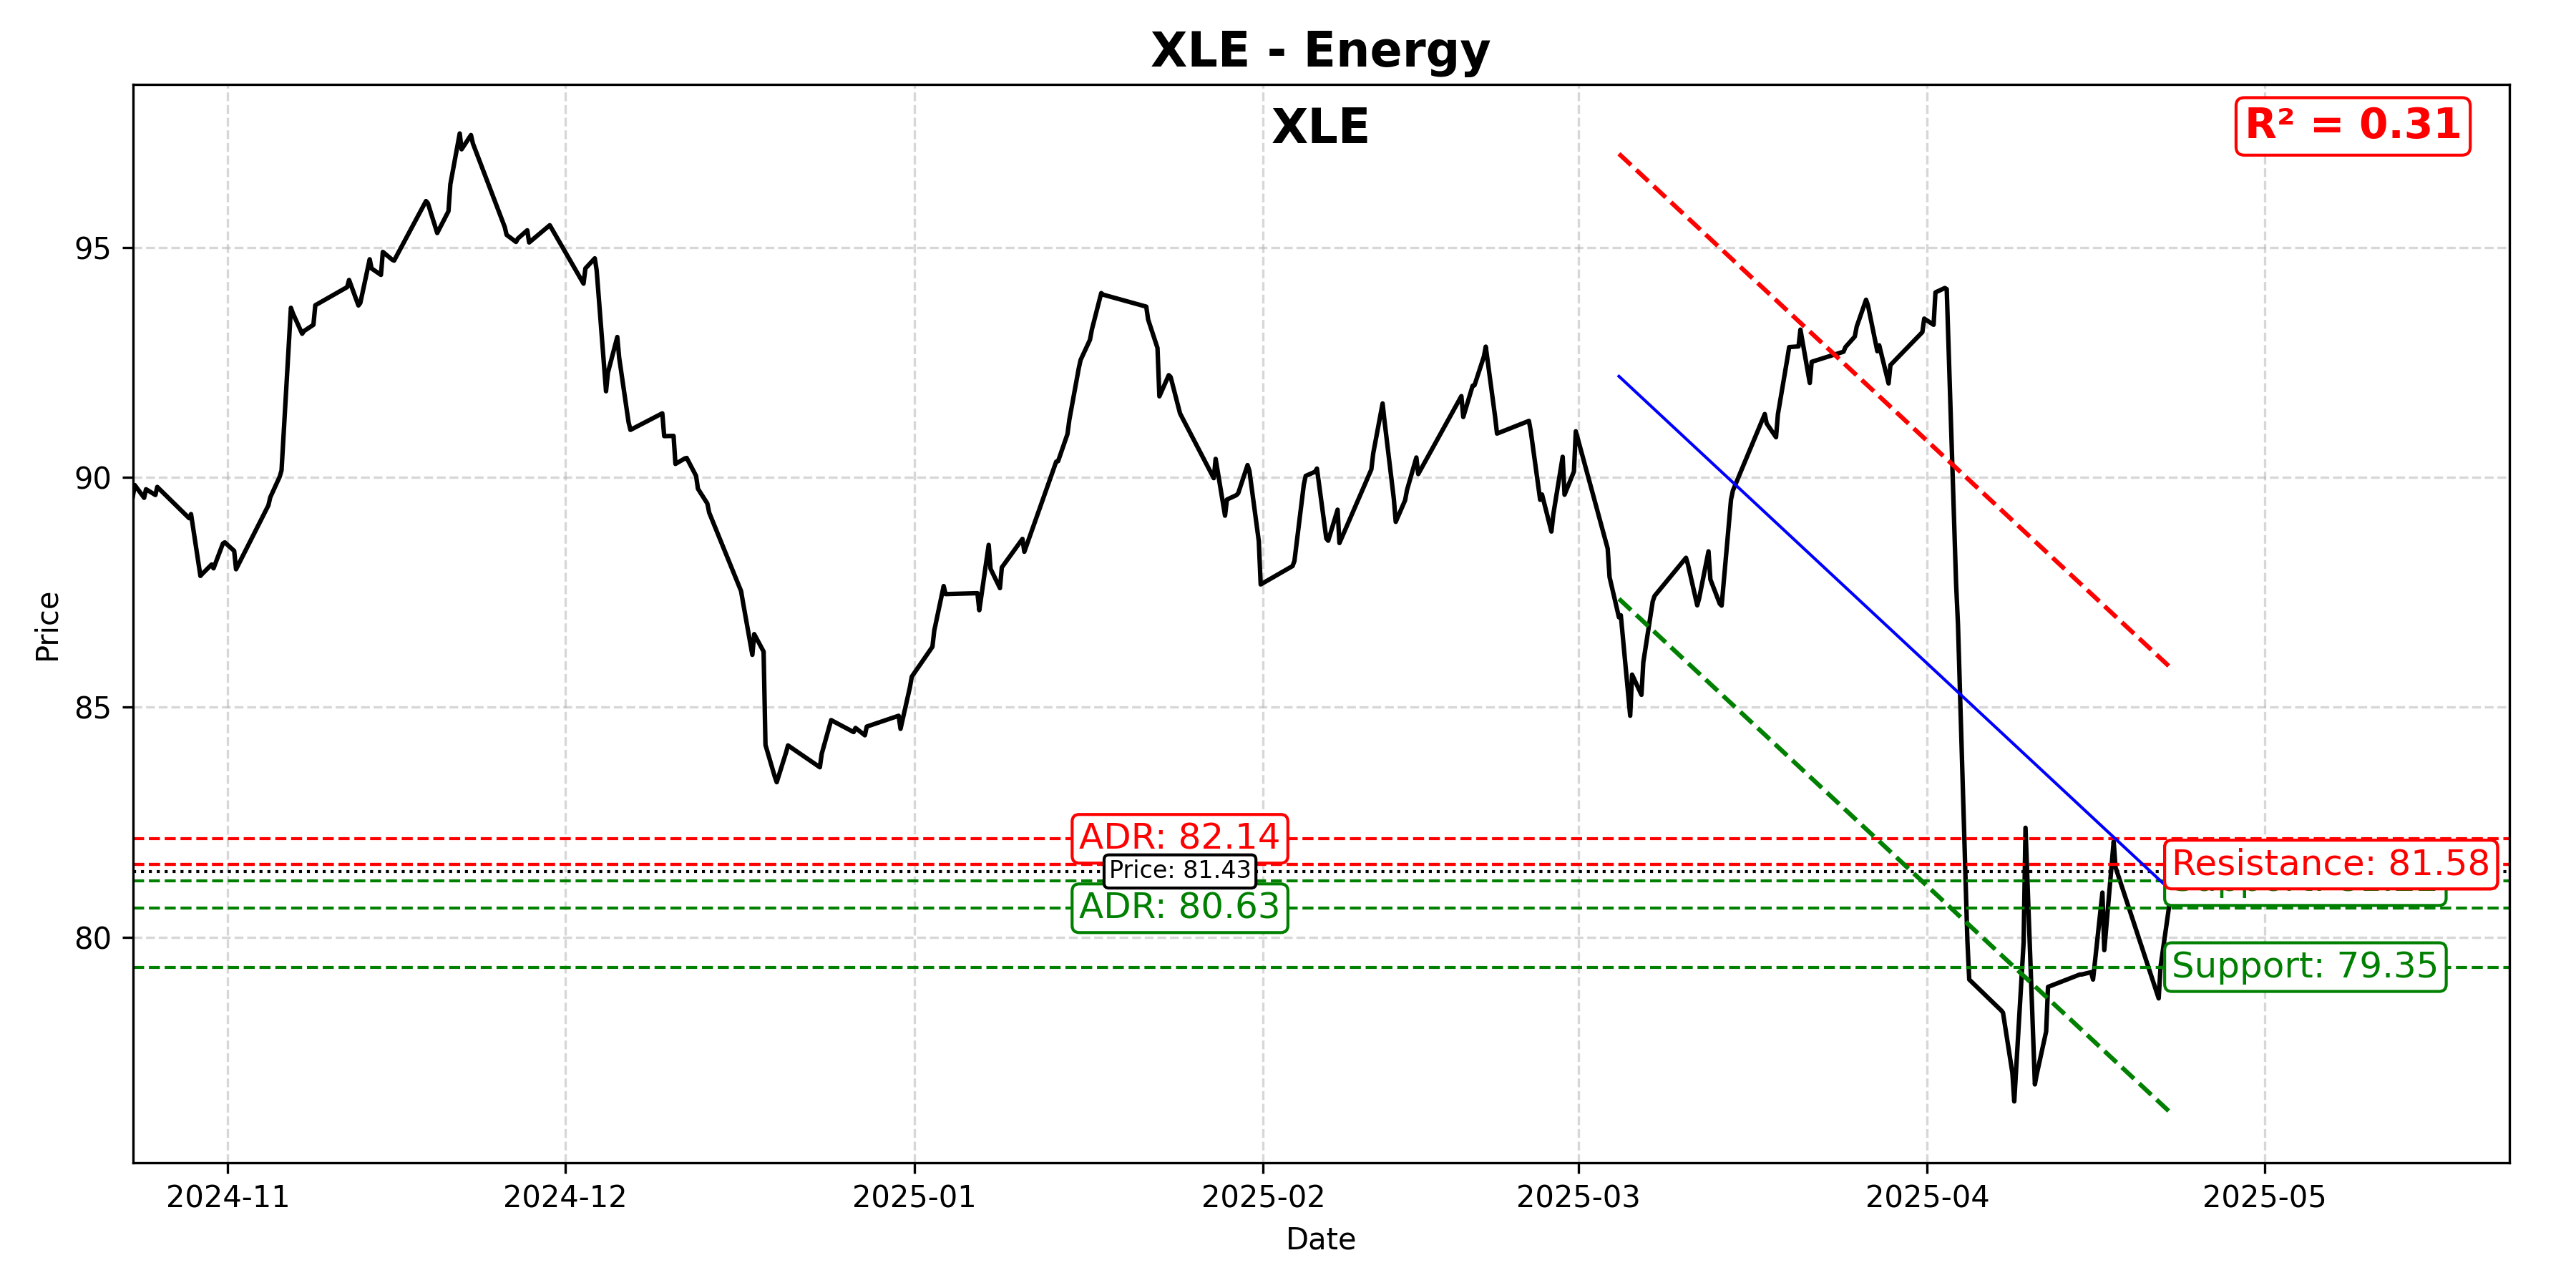 XLE - Energy
XLE
R² = 0.31
95
90
85
80
Price
ADR: 82.14
Price: 81.43
ADR: 80.63
Resistance: 81.58
Support: 79.35
2024-11
2024-12
2025-01
2025-02
2025-03
2025-04
2025-05
Date